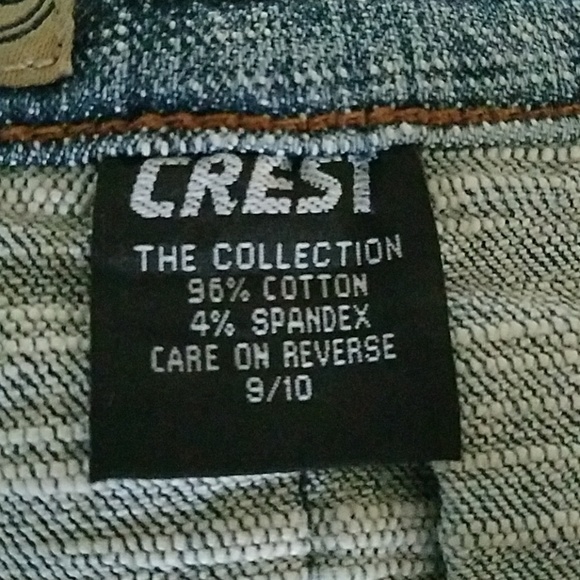 CREST
THE COLLECTION
96% COTTON
4% SPANDEX
CARE ON REVERSE
9/10